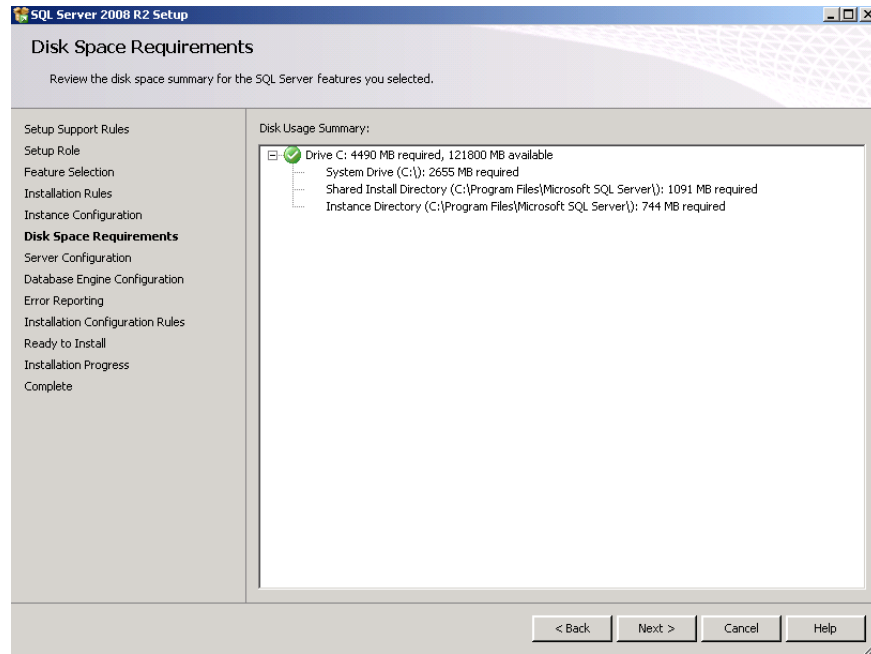 SQL Server 2008 R2 Setup
Disk Space Requirements
Review the disk space summary for the SQL Server features you selected.
Setup Support Rules
Setup Role
Feature Selection
Installation Rules
Instance Configuration
Disk Space Requirements
Server Configuration
Database Engine Configuration
Error Reporting
Installation Configuration Rules
Ready to Install
Installation Progress
Complete
Disk Usage Summary:
Drive C: 4490 MB required, 121800 MB available
System Drive (C:\): 2655 MB required
Shared Install Directory (C:\Program Files\Microsoft SQL Server\): 1091 MB required
Instance Directory (C:\Program Files\Microsoft SQL Server\): 744 MB required
< Back Next > Cancel Help